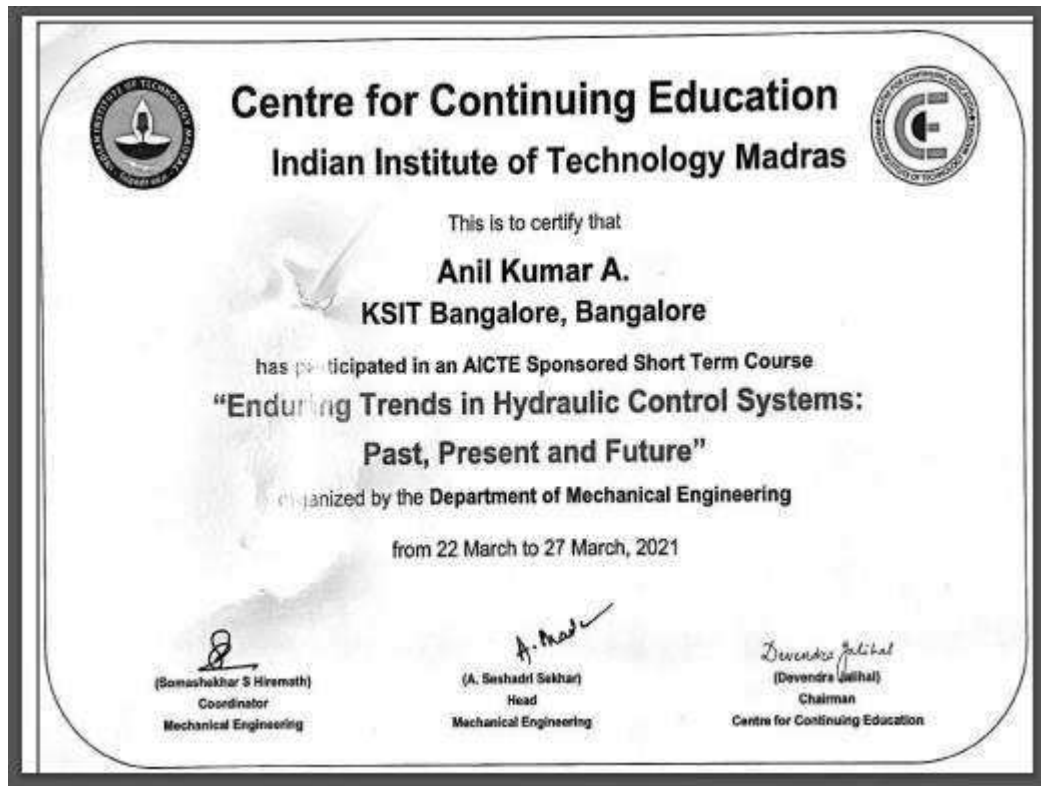 Centre for Continuing Education
Indian Institute of Technology Madras
This is to certify that
Anil Kumar A.
KSIT Bangalore, Bangalore
has participated in an AICTE Sponsored Short Term Course
“Enduring Trends in Hydraulic Control Systems:
Past, Present and Future”
organized by the Department of Mechanical Engineering
from 22 March to 27 March, 2021
Devendra Jalihal
(Somashekhar S Hiremath)
Coordinator
Mechanical Engineering
(A. Seshadri Sekhar)
Head
Mechanical Engineering
(Devendra Jalihal)
Chairman
Centre for Continuing Education